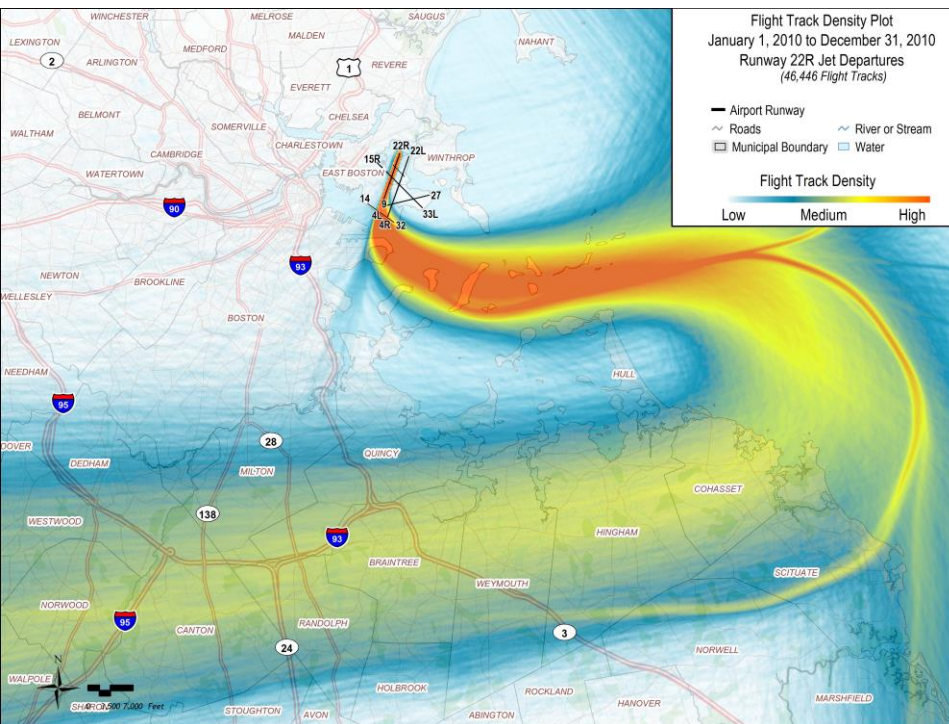 Flight Track Density Plot
January 1, 2010 to December 31, 2010
Runway 22R Jet Departures
(46,446 Flight Tracks)
Airport Runway
Roads
River or Stream
Municipal Boundary
Water
Flight Track Density
Low Medium High
WINCHESTER
MELROSE
SAUGUS
LEXINGTON
MALDEN
NAHANT
MEDFORD
2
ARLINGTON
1
REVERE
EVERETT
BELMONT
CHELSEA
SOMERVILLE
WALTHAM
CHARLESTOWN
22R
22L
CAMBRIDGE
15R
WINTHROP
WATERTOWN
EAST BOSTON
14
27
90
9
33L
4L
4R 32
93
NEWTON
BROOKLINE
WELLESLEY
BOSTON
NEEDHAM
HULL
95
DOVER
28
QUINCY
DEDHAM
MILTON
COHASSET
138
WESTWOOD
93
HINGHAM
BRAINTREE
SCITUATE
WEYMOUTH
NORWOOD
95
CANTON
RANDOLPH
3
24
NORWELL
N
WALPOLE
HOLBROOK
ROCKLAND
MARSHFIELD
SHARON
7,000 Feet
STOUGHTON
AVON
ABINGTON
HANOVER